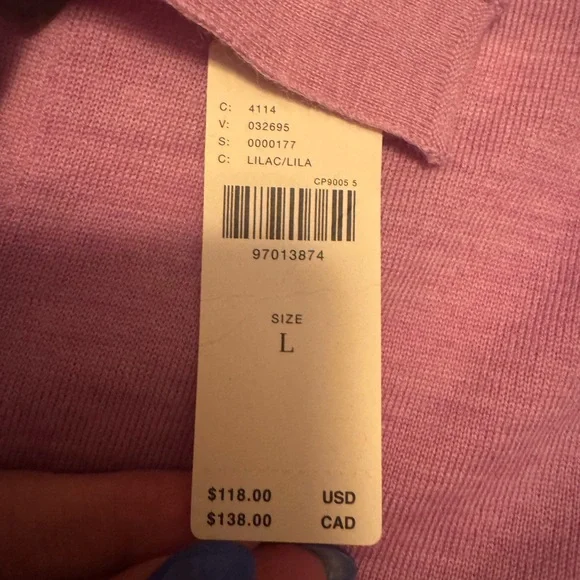 C: 4114
V: 032695
S: 0000177
C: LILAC/LILA
CP9005 5
97013874
SIZE
L
$118.00 USD
$138.00 CAD